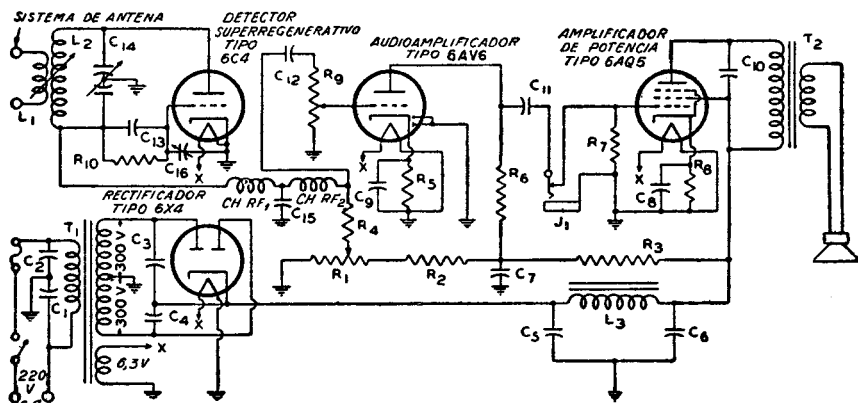 SISTEMA DE ANTENA
DETECTOR
SUPERREGENERATIVO
TIPO
6C4
AUDIOAMPLIFICADOR
TIPO 6AV6
AMPLIFICADOR
DE POTENCIA
TIPO 6AQ5
L2
C14
L1
C13
R10
C16
X
C12
R9
C9
R5
X
C11
R6
R7
J1
C8
R8
X
C10
T2
CH RF1
C15
CH RF2
R4
RECTIFICADOR
TIPO 6X4
T1
C2
C1
300 V
300 V
C3
C4
X
X
6,3V
220
V
R1
R2
C7
R3
L3
C5
C6